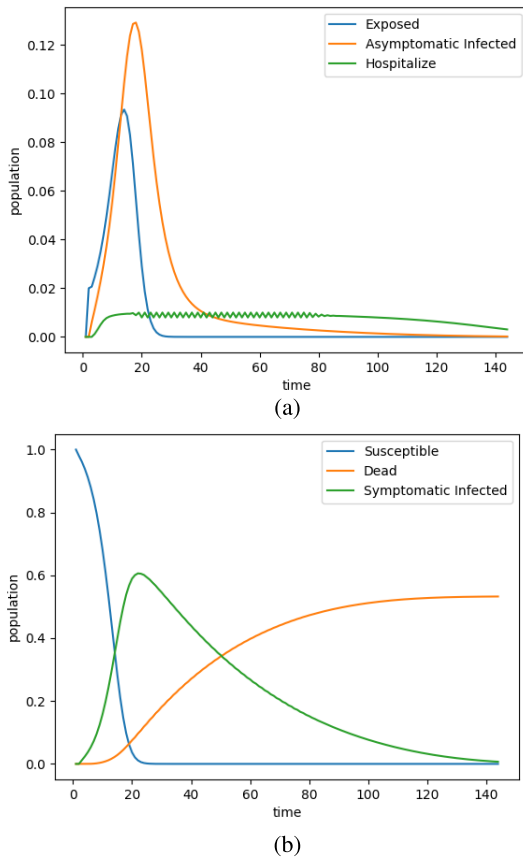 Exposed
Asymptomatic Infected
Hospitalize
0.12
0.10
0.08
0.06
0.04
0.02
0.00
population
0 20 40 60 80 100 120 140
time
(a)
Susceptible
Dead
Symptomatic Infected
1.0
0.8
0.6
0.4
0.2
0.0
population
0 20 40 60 80 100 120 140
time
(b)